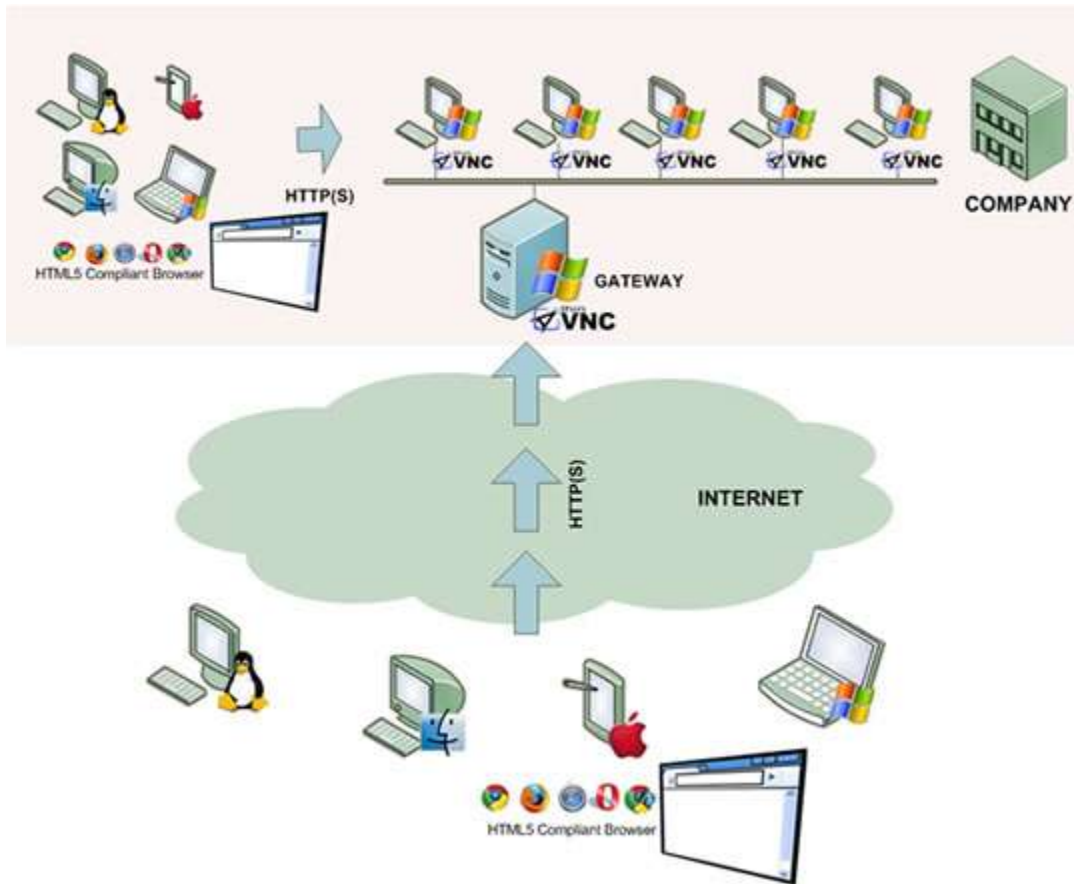 HTTP(S)
VNC
VNC
VNC
VNC
VNC
COMPANY
HTML5 Compliant Browser
GATEWAY
VNC
HTTP(S)
INTERNET
HTML5 Compliant Browser